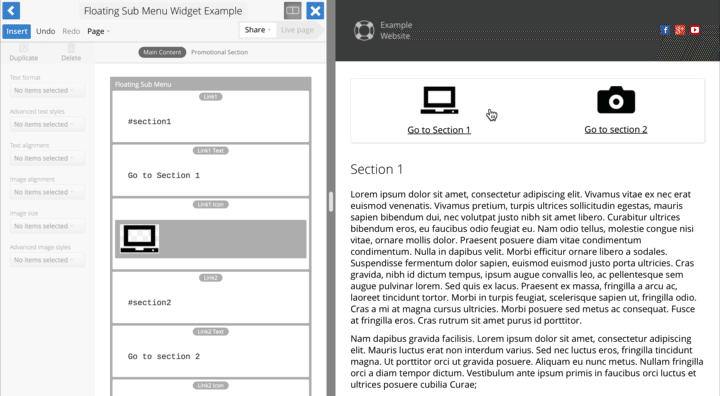 Floating Sub Menu Widget Example
Insert Undo Redo Page
Share Live page
Duplicate Delete
Text format
No items selected
Advanced text styles
No items selected
Text alignment
No items selected
Image alignment
No items selected
Image size
No items selected
Advanced image styles
No items selected
Main Content Promotional Section
Floating Sub Menu
Link1
#section1
Link1 Text
Go to Section 1
Link1 Icon
Link2
#section2
Link2 Text
Go to section 2
Link2 Icon
Example
Website
Go to Section 1 Go to section 2
Section 1
Lorem ipsum dolor sit amet, consectetur adipiscing elit. Vivamus vitae ex nec erat
euismod venenatis. Vivamus pretium, turpis ultrices sollicitudin egestas, mauris
sapien bibendum dui, nec volutpat justo nibh sit amet libero. Curabitur ultrices
bibendum eros, eu faucibus odio feugiat eu. Nam odio tellus, molestie congue nisi
vitae, ornare mollis dolor. Praesent posuere diam vitae condimentum
condimentum. Nulla in dapibus velit. Morbi efficitur ornare libero a sodales.
Suspendisse fermentum dolor sapien, euismod euismod justo porta ultricies. Cras
gravida, nibh id dictum tempus, ipsum augue convallis leo, ac pellentesque sem
augue pulvinar lorem. Sed quis ex lacus. Praesent ex massa, fringilla a arcu ac,
laoreet tincidunt tortor. Morbi in turpis feugiat, scelerisque sapien ut, fringilla odio.
Cras a mi at magna cursus ultricies. Morbi posuere sed metus ac consequat. Fusce
at fringilla eros. Cras rutrum sit amet purus id porttitor.
Nam dapibus gravida facilisis. Lorem ipsum dolor sit amet, consectetur adipiscing
elit. Mauris luctus erat non interdum varius. Sed nec luctus eros, fringilla tincidunt
magna. Ut porttitor orci ut gravida posuere. Aliquam eu nunc metus. Nullam fringilla
orci a diam tempor dictum. Vestibulum ante ipsum primis in faucibus orci luctus et
ultrices posuere cubilia Curae;